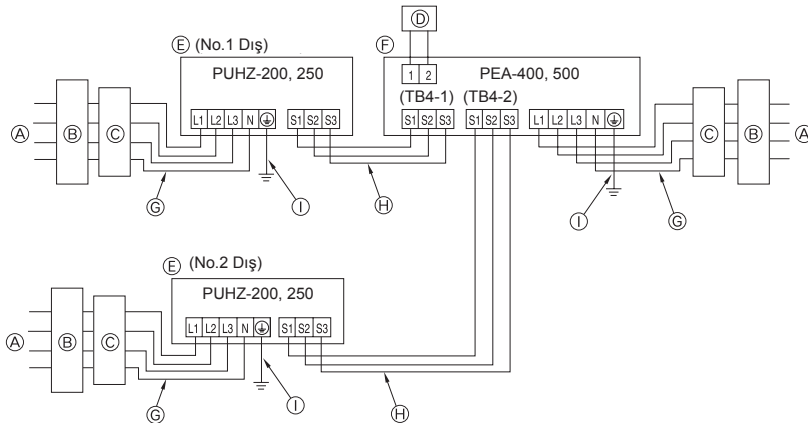 Ⓓ
Ⓔ (No.1 Dış)
Ⓕ
PUHZ-200, 250
1 2
PEA-400, 500
(TB4-1) (TB4-2)
L1 L2 L3 N S1 S2 S3
S1 S2 S3 S1 S2 S3 L1 L2 L3 N
Ⓐ Ⓑ Ⓒ
Ⓒ Ⓑ Ⓐ
Ⓖ Ⓘ Ⓗ Ⓘ Ⓖ
Ⓔ (No.2 Dış)
PUHZ-200, 250
L1 L2 L3 N S1 S2 S3
Ⓐ Ⓑ Ⓒ
Ⓖ Ⓘ Ⓗ